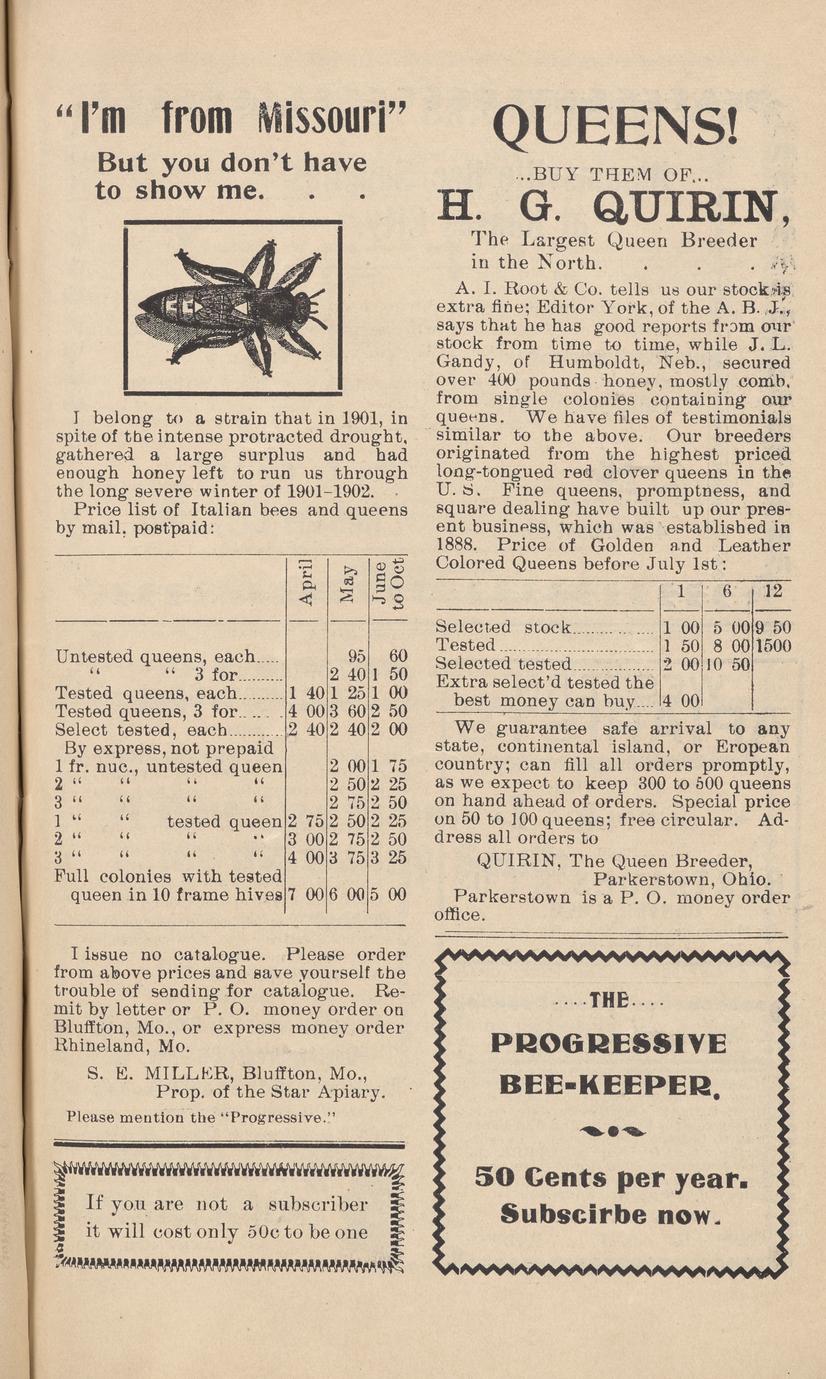 "I'm from Missouri"
But you don't have
to show me. . .
I belong to a strain that in 1901, in
spite of the intense protracted drought,
gathered a large surplus and had
enough honey left to run us through
the long severe winter of 1901-1902.
Price list of Italian bees and queens
by mail, postpaid:
April May June to Oct
Untested queens, each..... 95 60
" " 3 for......... 2 40 1 50
Tested queens, each......... 1 40 1 25 1 00
Tested queens, 3 for........ 4 00 3 60 2 50
Select tested, each.......... 2 40 2 40 2 00
By express, not prepaid
1 fr. nuc., untested queen 2 00 1 75
2 " " " " 2 50 2 25
3 " " " " 2 75 2 50
1 " " tested queen 2 75 2 50 2 25
2 " " " " 3 00 2 75 2 50
3 " " " " 4 00 3 75 3 25
Full colonies with tested
queen in 10 frame hives 7 00 6 00 5 00
I issue no catalogue. Please order
from above prices and save yourself the
trouble of sending for catalogue. Re-
mit by letter or P. O. money order on
Bluffton, Mo., or express money order
Rhineland, Mo.
S. E. MILLER, Bluffton, Mo.,
Prop. of the Star Apiary.
Please mention the "Progressive."
If you are not a subscriber
it will cost only 50c to be one
QUEENS!
...BUY THEM OF...
H. G. QUIRIN,
The Largest Queen Breeder
in the North. . . .
A. I. Root & Co. tells us our stock is
extra fine; Editor York, of the A. B. J.,
says that he has good reports from our
stock from time to time, while J. L.
Gandy, of Humboldt, Neb., secured
over 400 pounds honey, mostly comb,
from single colonies containing our
queens. We have files of testimonials
similar to the above. Our breeders
originated from the highest priced
long-tongued red clover queens in the
U. S. Fine queens, promptness, and
square dealing have built up our pres-
ent business, which was established in
1888. Price of Golden and Leather
Colored Queens before July 1st:
1 6 12
Selected stock.............. 1 00 5 00 9 50
Tested.......................... 1 50 8 00 1500
Selected tested.............. 2 00 10 50
Extra select'd tested the
best money can buy.... 4 00
We guarantee safe arrival to any
state, continental island, or Eropean
country; can fill all orders promptly,
as we expect to keep 300 to 500 queens
on hand ahead of orders. Special price
on 50 to 100 queens; free circular. Ad-
dress all orders to
QUIRIN, The Queen Breeder,
Parkerstown, Ohio.
Parkerstown is a P. O. money order
office.
....THE....
PROGRESSIVE
BEE-KEEPER.
50 Cents per year.
Subscirbe now.